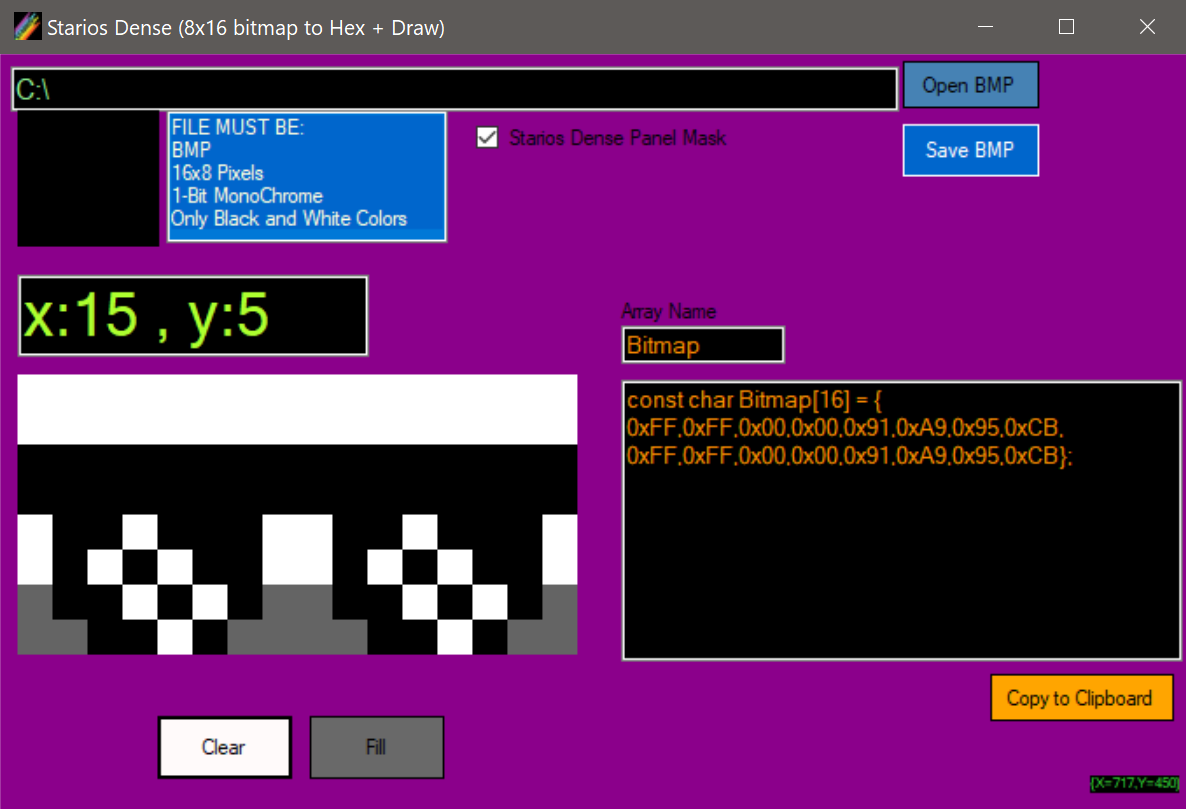 Starios Dense (8x16 bitmap to Hex + Draw)
C:\
Open BMP
FILE MUST BE:
BMP
16x8 Pixels
1-Bit MonoChrome
Only Black and White Colors
Starios Dense Panel Mask
Save BMP
x:15 , y:5
Array Name
Bitmap
const char Bitmap[16] = {
0xFF,0xFF,0x00,0x00,0x91,0xA9,0x95,0xCB,
0xFF,0xFF,0x00,0x00,0x91,0xA9,0x95,0xCB};
Copy to Clipboard
Clear
Fill
{X=717,Y=450}